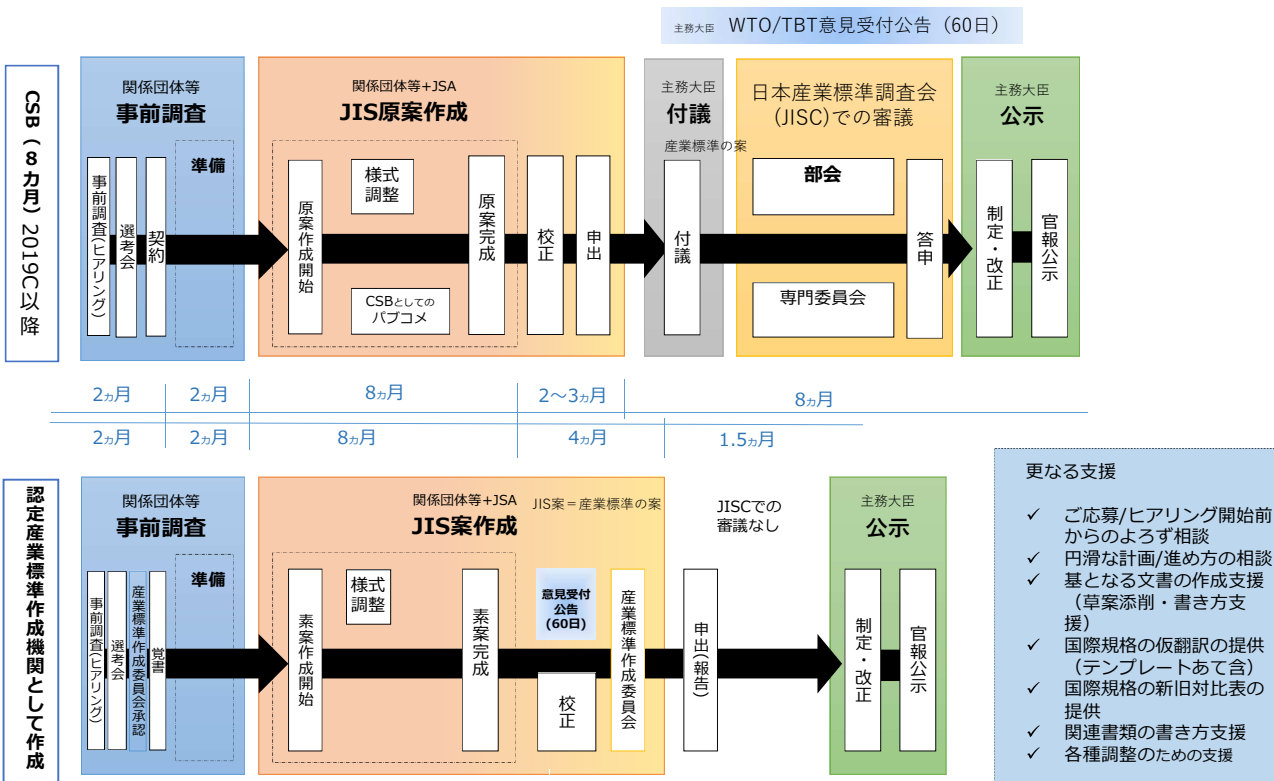 主務大臣 WTO/TBT意見受付公告（60日）
CSB（8カ月）2019C以降
関係団体等
事前調査
事前調査(ヒアリング)
選考会
契約
準備
関係団体等+JSA
JIS原案作成
原案作成開始
様式
調整
CSBとしての
パブコメ
原案完成
校正
申出
主務大臣
付議
産業標準の案
付議
日本産業標準調査会
(JISC)での審議
部会
専門委員会
答申
主務大臣
公示
制定・改正
官報公示
2ヵ月
2ヵ月
8ヵ月
2～3ヵ月
8ヵ月
2ヵ月
2ヵ月
8ヵ月
4ヵ月
1.5ヵ月
認定産業標準作成機関として作成
関係団体等
事前調査
事前調査(ヒアリング)
選考会
産業標準作成委員会承認
覚書
準備
関係団体等+JSA
JIS案＝産業標準の案
JIS案作成
素案作成開始
様式
調整
素案完成
意見受付
公告
(60日)
校正
産業標準作成委員会
JISCでの
審議なし
申出(報告)
主務大臣
公示
制定・改正
官報公示
更なる支援
✓ ご応募/ヒアリング開始前
からのよろず相談
✓ 円滑な計画/進め方の相談
✓ 基となる文書の作成支援
（草案添削・書き方支
援）
✓ 国際規格の仮翻訳の提供
（テンプレートあて含）
✓ 国際規格の新旧対比表の
提供
✓ 関連書類の書き方支援
✓ 各種調整のための支援